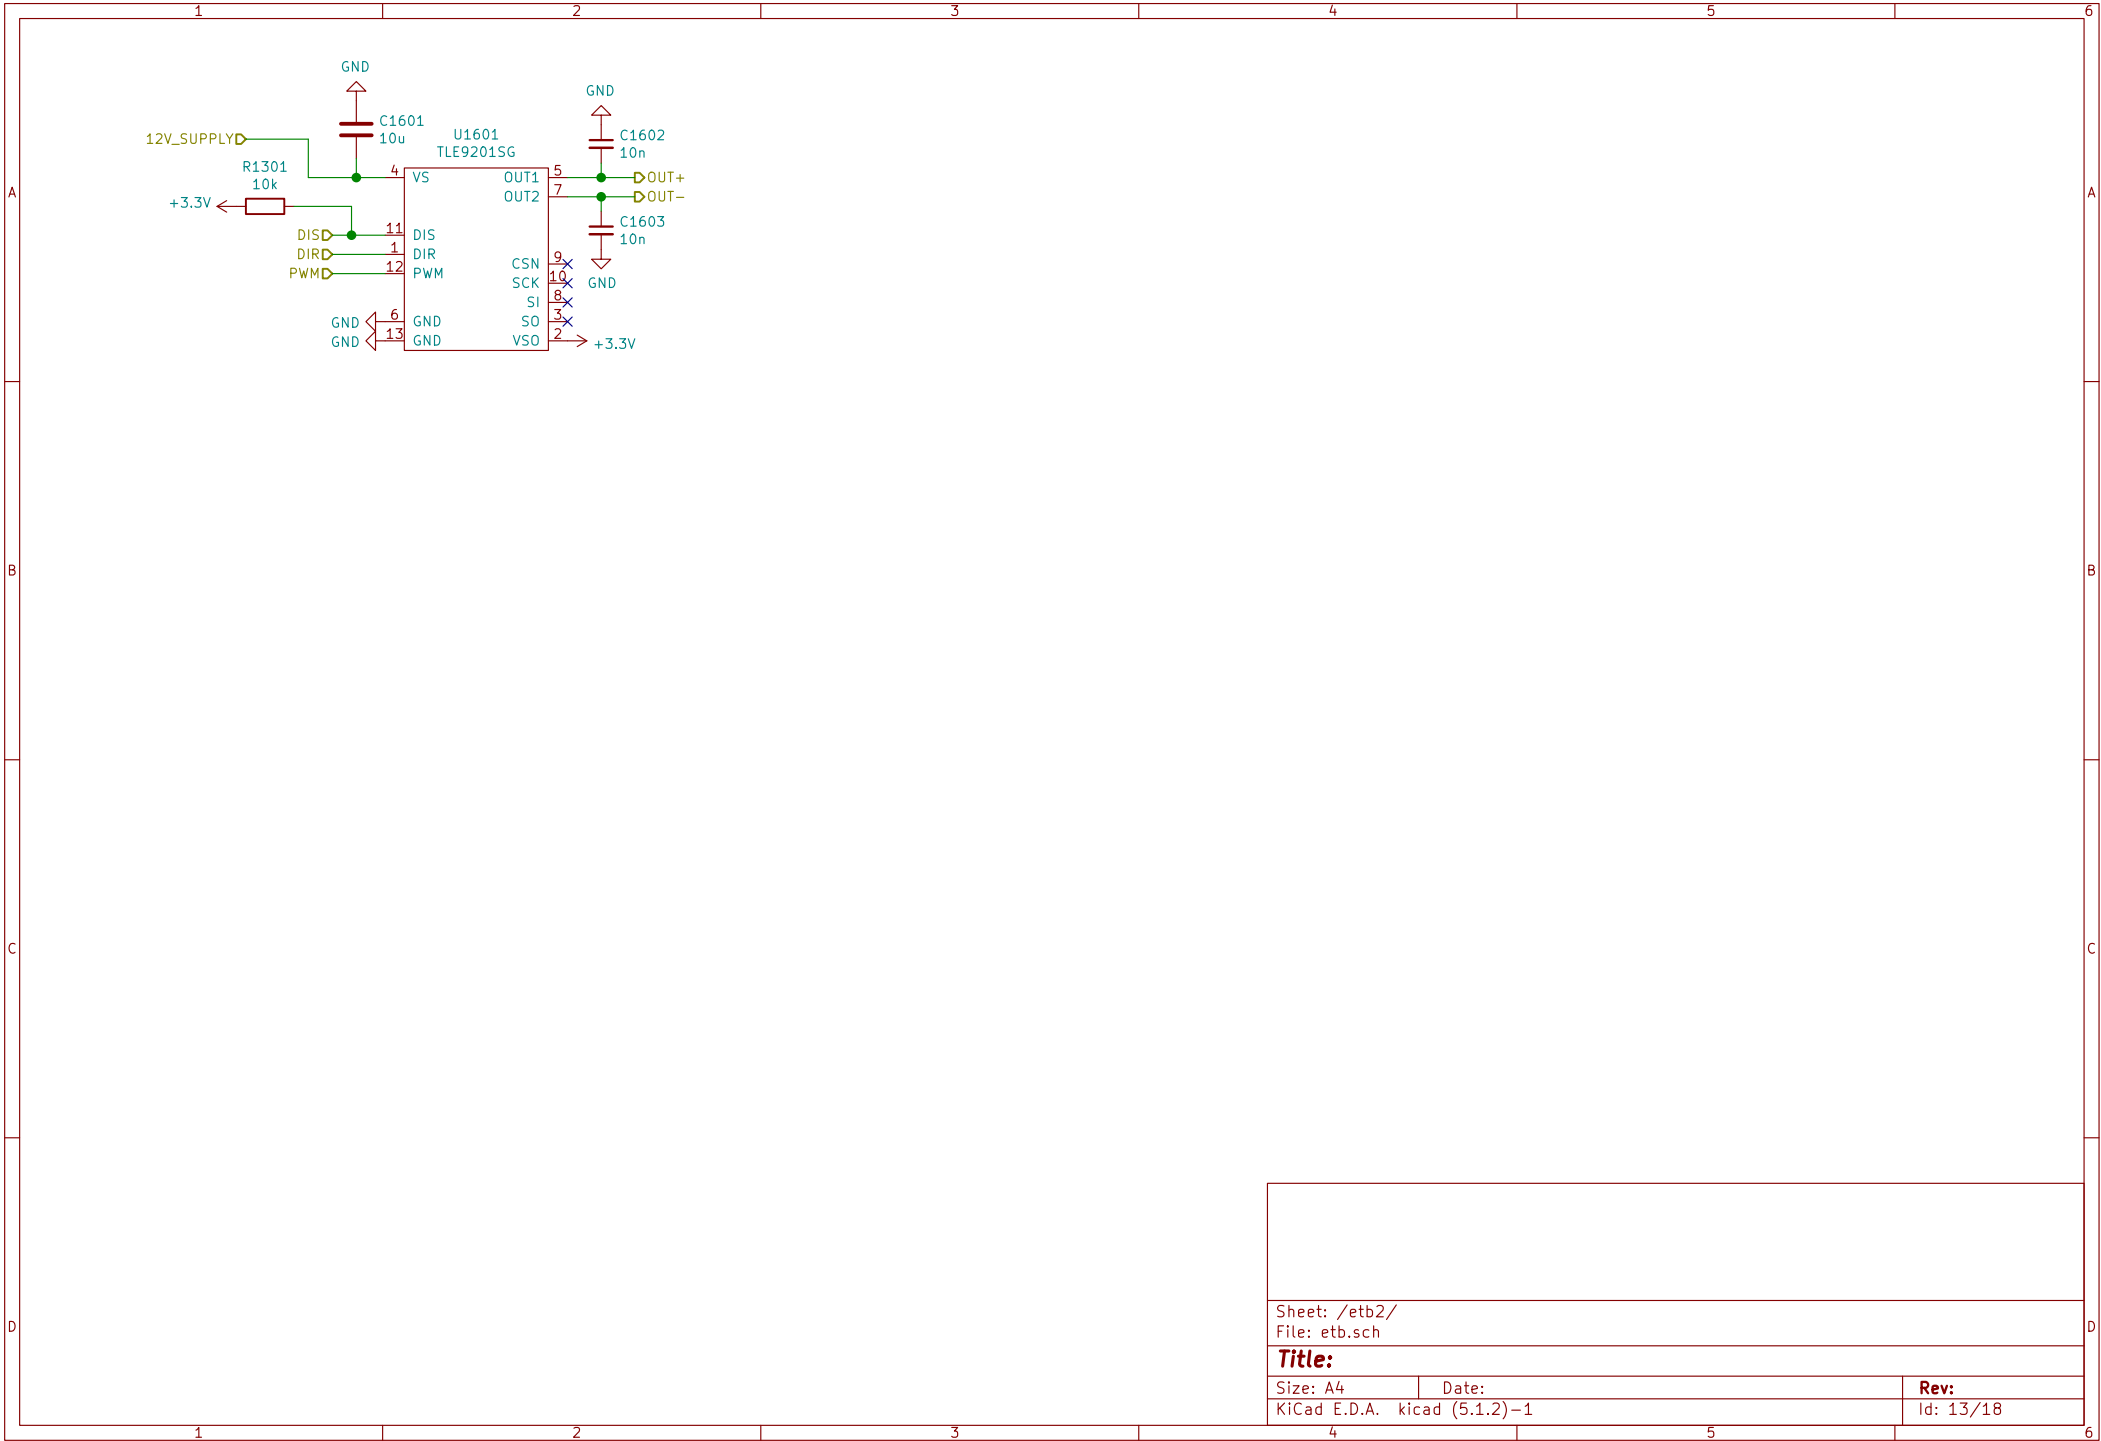 1 2 3 4 5 6
GND
GND
C1601
10u
12V_SUPPLY
U1601
TLE9201SG
C1602
10n
R1301
10k
4 VS
OUT1 5
OUT+
A
A
OUT2 7
OUT-
+3.3V
C1603
10n
DIS
11 DIS
DIR
1 DIR
PWM
12 PWM
CSN 9
SCK 10
GND
SI 8
GND
6 GND
SO 3
GND
13 GND
VSO 2
+3.3V
B
B
C
C
D
D
Sheet: /etb2/
File: etb.sch
Title:
Size: A4
Date:
Rev:
KiCad E.D.A. kicad (5.1.2)-1
Id: 13/18
1 2 3 4 5 6